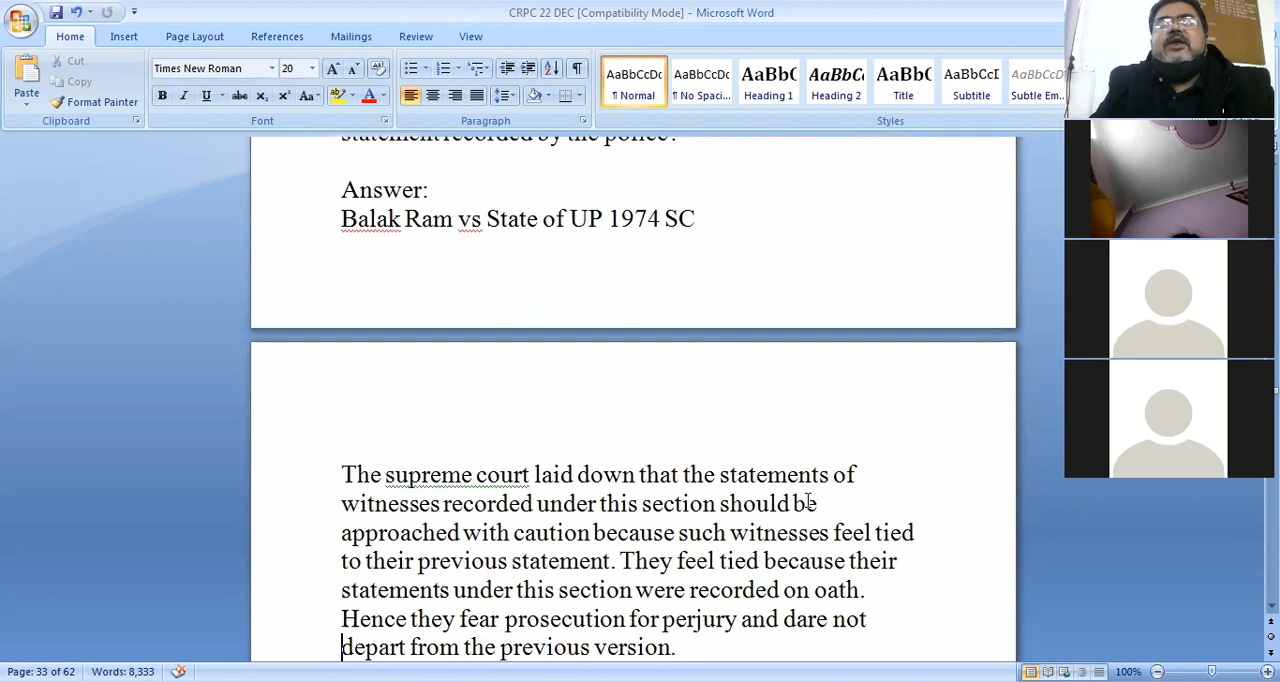 CRPC 22 DEC [Compatibility Mode] - Microsoft Word
Home Insert Page Layout References Mailings Review View
Paste
Cut
Copy
Format Painter
Clipboard
Times New Roman 20
Font
Paragraph
AaBbCcDc AaBbCcDc AaBbC AaBbCc AaBb( AaBbCcI AaBbCcDc
¶ Normal ¶ No Spaci... Heading 1 Heading 2 Title Subtitle Subtle Em...
Styles
statement recorded by the police?
Answer:
Balak Ram vs State of UP 1974 SC
The supreme court laid down that the statements of
witnesses recorded under this section should be
approached with caution because such witnesses feel tied
to their previous statement. They feel tied because their
statements under this section were recorded on oath.
Hence they fear prosecution for perjury and dare not
depart from the previous version.
Page: 33 of 62 Words: 8,333 100%